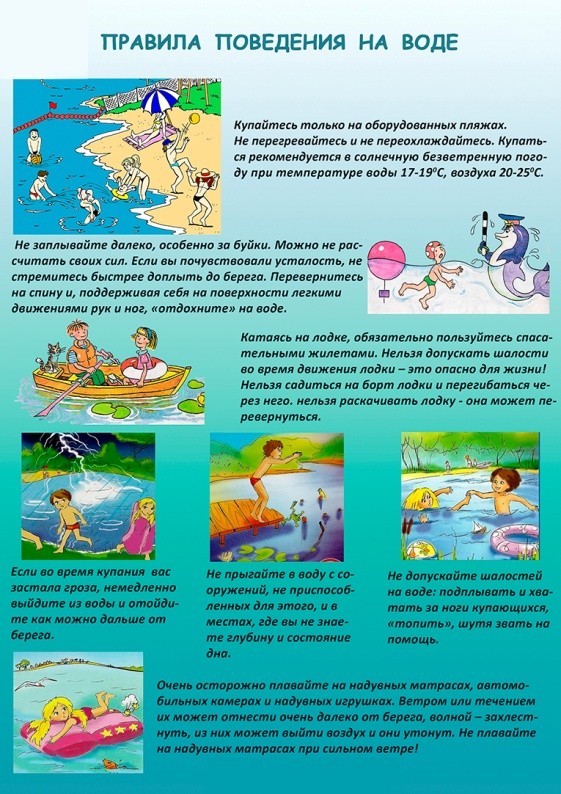 ПРАВИЛА ПОВЕДЕНИЯ НА ВОДЕ
Купайтесь только на оборудованных пляжах.
Не перегревайтесь и не переохлаждайтесь. Купать-
ся рекомендуется в солнечную безветренную пого-
ду при температуре воды 17-19⁰С, воздуха 20-25⁰С.
Не заплывайте далеко, особенно за буйки. Можно не рас-
считать своих сил. Если вы почувствовали усталость, не
стремитесь быстрее доплыть до берега. Перевернитесь
на спину и, поддерживая себя на поверхности легкими
движениями рук и ног, «отдохните» на воде.
Катаясь на лодке, обязательно пользуйтесь спаса-
тельными жилетами. Нельзя допускать шалости
во время движения лодки – это опасно для жизни!
Нельзя садиться на борт лодки и перегибаться че-
рез него. нельзя раскачивать лодку - она может пе-
ревернуться.
Если во время купания вас
застала гроза, немедленно
выйдите из воды и отойди-
те как можно дальше от
берега.
Не прыгайте в воду с со-
оружений, не приспособ-
ленных для этого, и в
местах, где вы не знае-
те глубину и состояние
дна.
Не допускайте шалостей
на воде: подплывать и хва-
тать за ноги купающихся,
«топить», шутя звать на
помощь.
Очень осторожно плавайте на надувных матрасах, автомо-
бильных камерах и надувных игрушках. Ветром или течением
их может отнести очень далеко от берега, волной – захлест-
нуть, из них может выйти воздух и они утонут. Не плавайте
на надувных матрасах при сильном ветре!